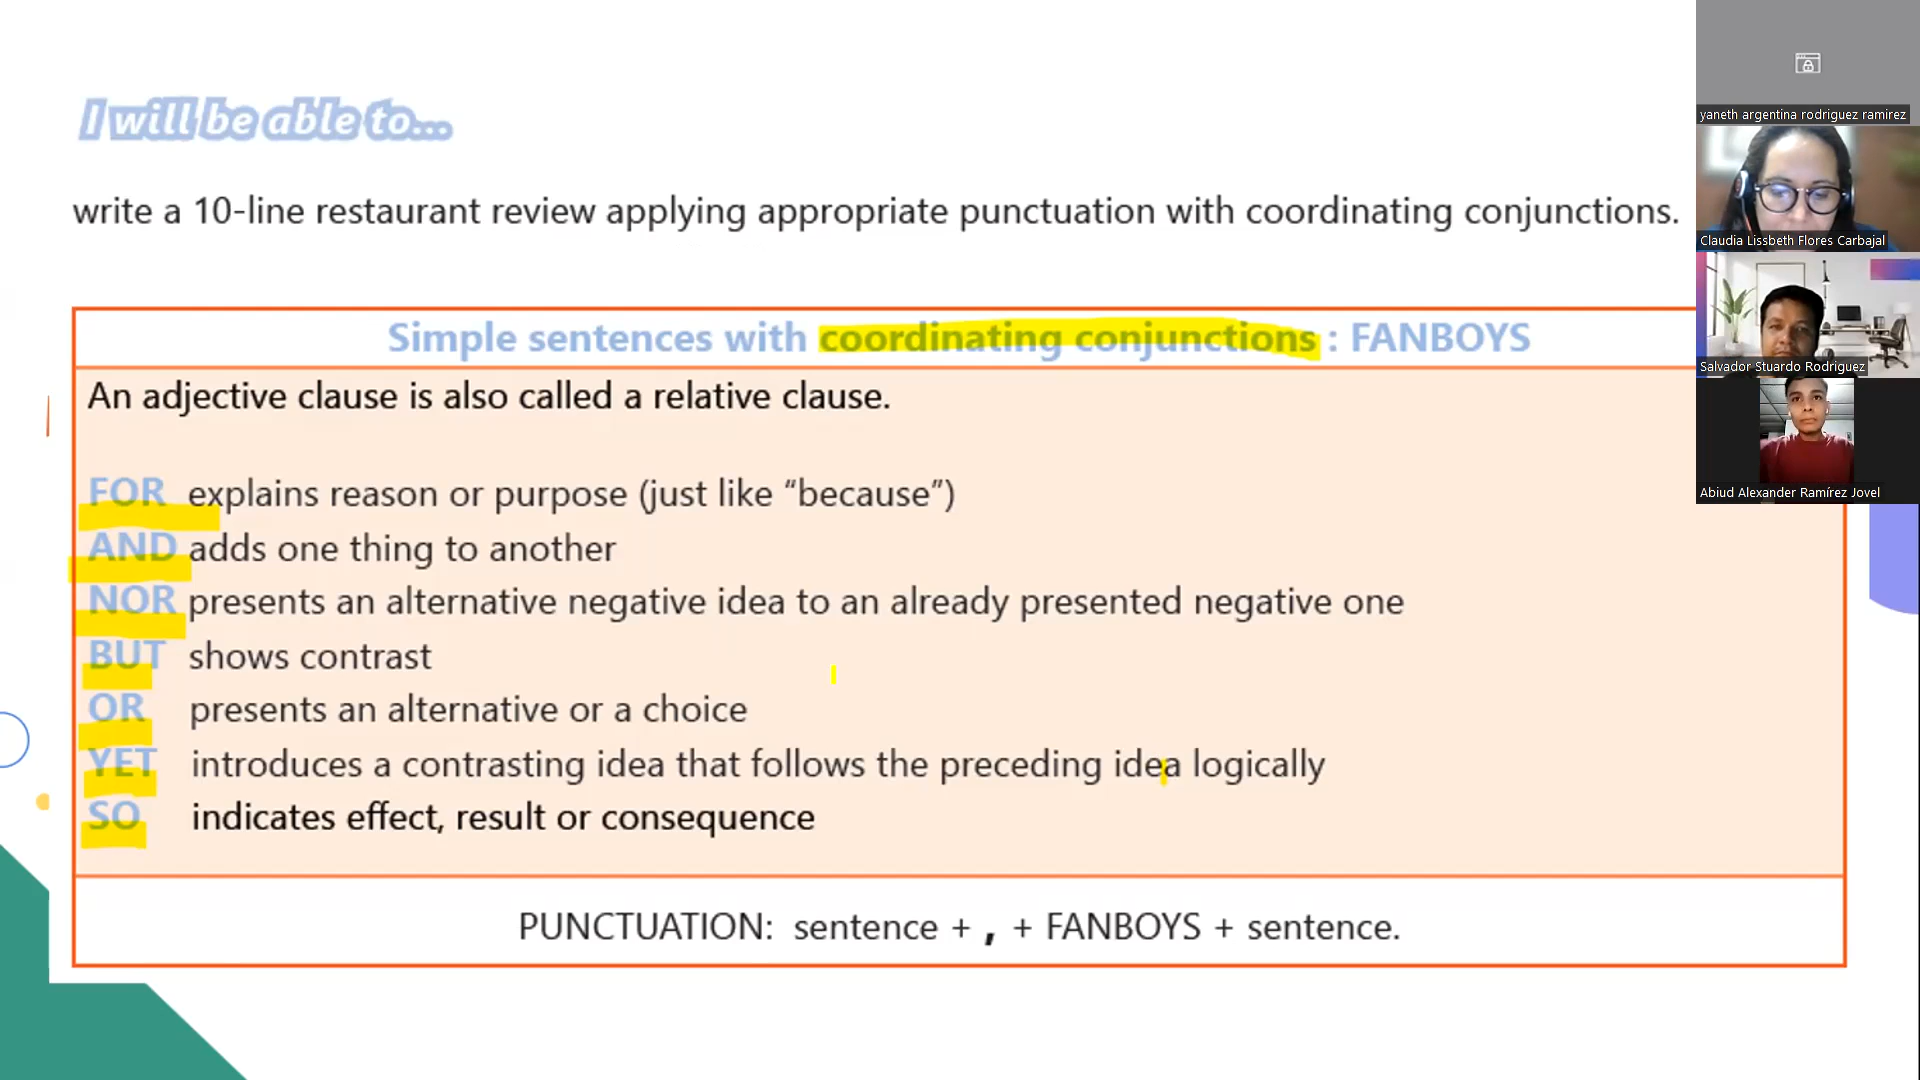 I will be able to...
write a 10-line restaurant review applying appropriate punctuation with coordinating conjunctions.
Simple sentences with coordinating conjunctions : FANBOYS
An adjective clause is also called a relative clause.
FOR explains reason or purpose (just like “because”)
AND adds one thing to another
NOR presents an alternative negative idea to an already presented negative one
BUT shows contrast
OR presents an alternative or a choice
YET introduces a contrasting idea that follows the preceding idea logically
SO indicates effect, result or consequence
PUNCTUATION: sentence + , + FANBOYS + sentence.
yaneth argentina rodriguez ramirez
Claudia Lissbeth Flores Carbajal
Salvador Stuardo Rodriguez
Abiud Alexander Ramírez Jovel